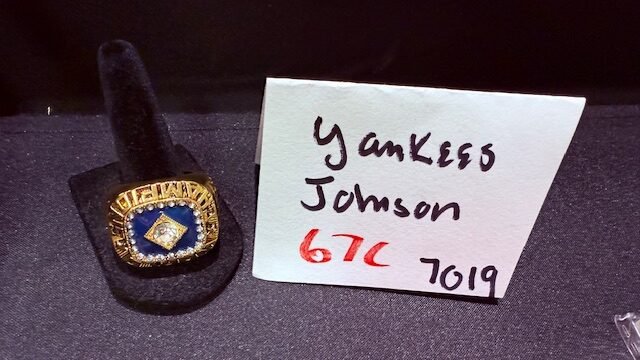 Yankees
Johnson
67C 7019